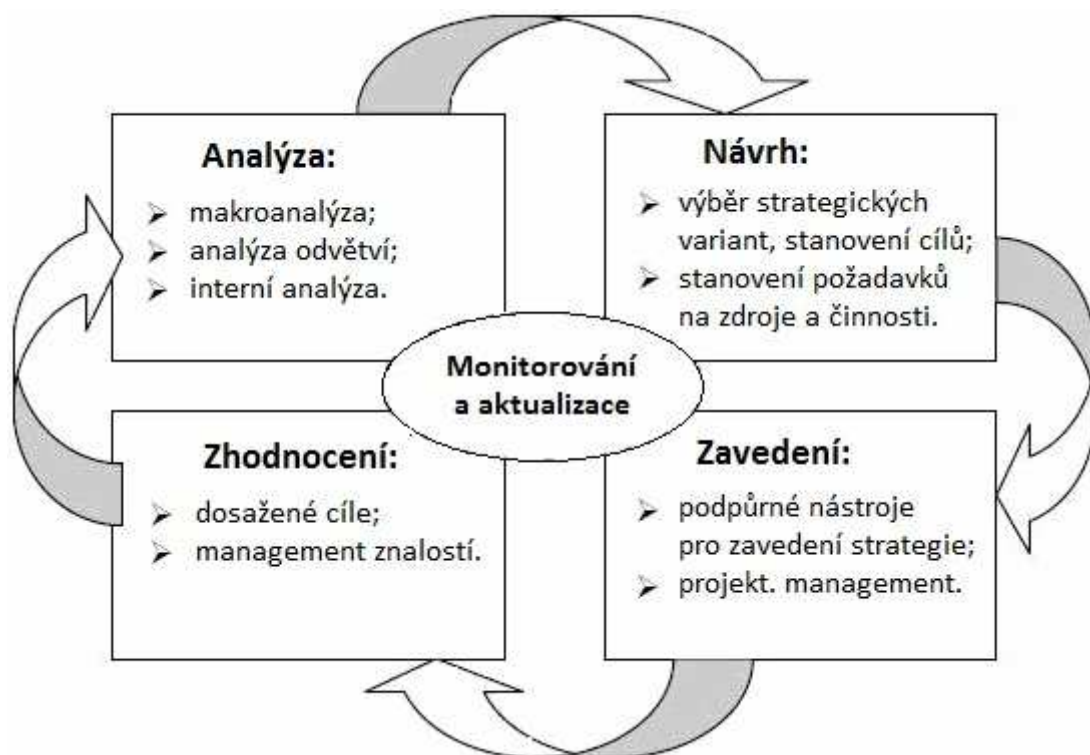 Analýza:
➢ makroanalýza;
➢ analýza odvětví;
➢ interní analýza.
Návrh:
➢ výběr strategických
variant, stanovení cílů;
➢ stanovení požadavků
na zdroje a činnosti.
Monitorování
a aktualizace
Zhodnocení:
➢ dosažené cíle;
➢ management znalostí.
Zavedení:
➢ podpůrné nástroje
pro zavedení strategie;
➢ projekt. management.